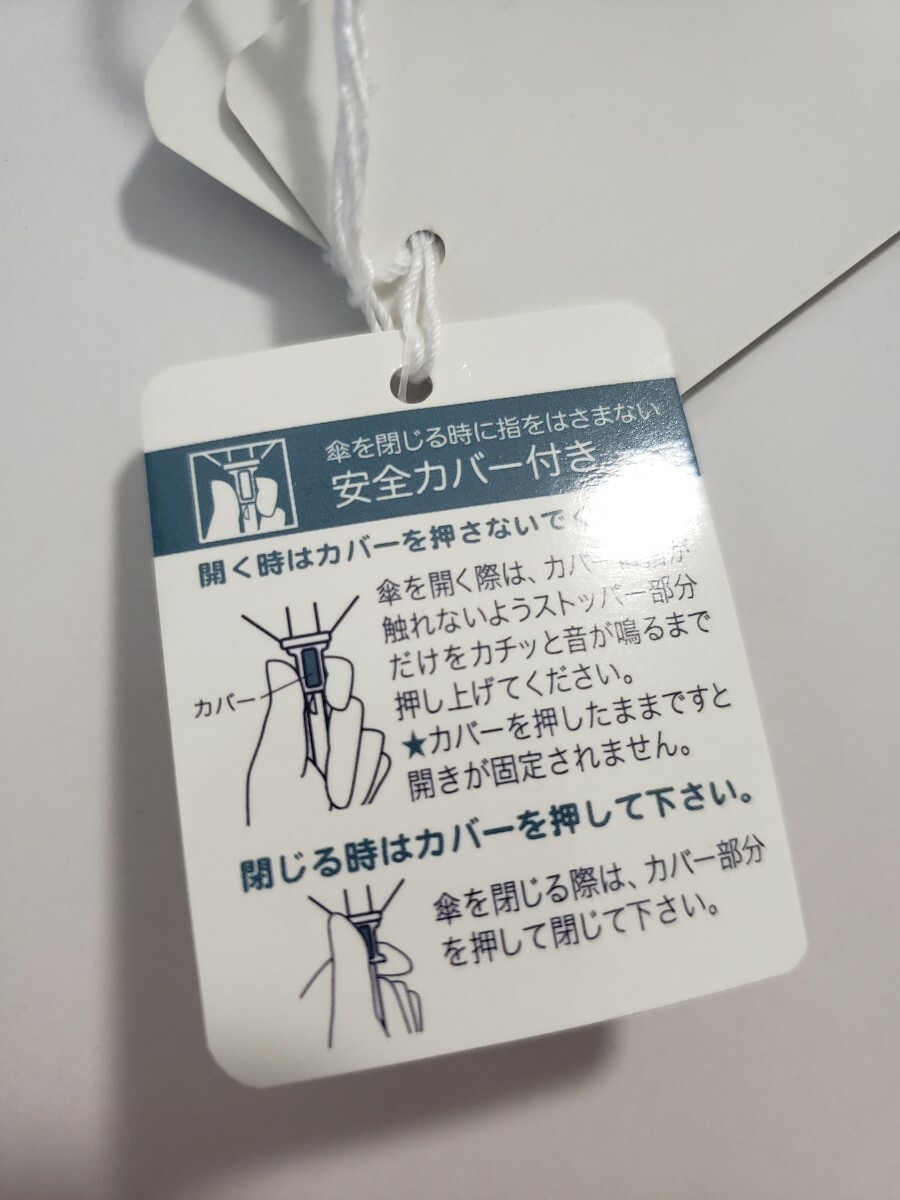 傘を閉じる時に指をはさまない
安全カバー付き
開く時はカバーを押さないで
傘を開く際は、カバー
触れないようストッパー部分
だけをカチッと音が鳴るまで
押し上げてください。
★カバーを押したままですと
開きが固定されません。
カバー
閉じる時はカバーを押して下さい。
傘を閉じる際は、カバー部分
を押して閉じて下さい。